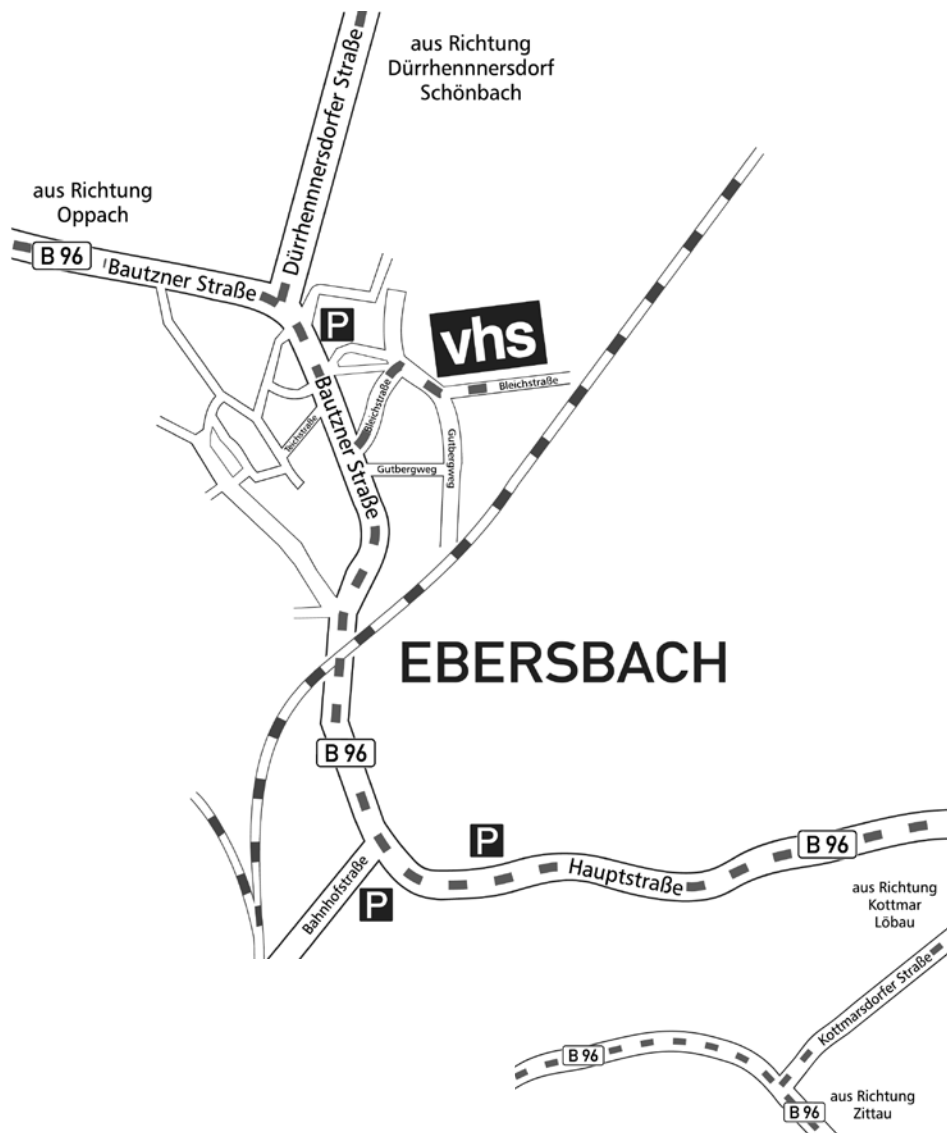 aus Richtung
Dürrhennnersdorf
Schönbach
Dürrhennnersdorfer Straße
aus Richtung
Oppach
B 96
Bautzner Straße
P
vhs
Bleichstraße
Bautzner Straße
Bleichstraße
Teichstraße
Gutbergweg
Gutbergweg
EBERSBACH
B 96
P
Hauptstraße
B 96
Bahnhofstraße
P
aus Richtung
Kottmar
Löbau
Kottmarsdorfer Straße
B 96
aus Richtung
Zittau
B 96